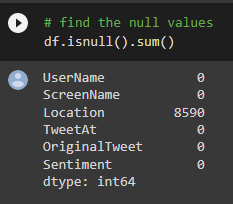 # find the null values
df.isnull().sum()
UserName 0
ScreenName 0
Location 8590
TweetAt 0
OriginalTweet 0
Sentiment 0
dtype: int64